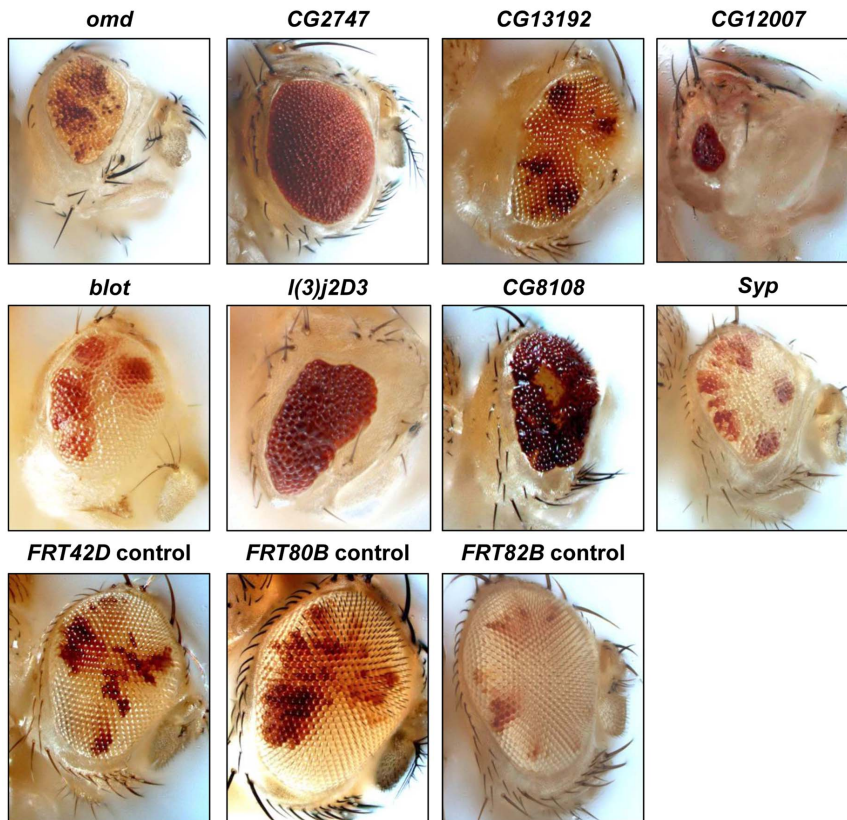 omd CG2747 CG13192 CG12007
blot l(3)j2D3 CG8108 Syp
FRT42D control FRT80B control FRT82B control